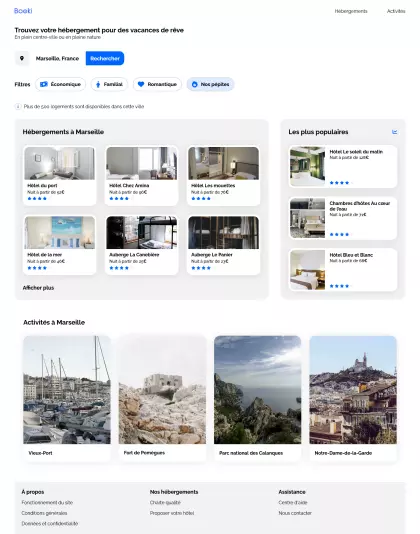 Booki
Hébergements
Activités
Trouvez votre hébergement pour des vacances de rêve
En plein centre-ville ou en pleine nature
Marseille, France
Rechercher
Filtres
Économique
Familial
Romantique
Nos pépites
Plus de 500 logements sont disponibles dans cette ville
Hébergements à Marseille
Hôtel du port
Nuit à partir de 52€
Hôtel Chez Amina
Nuit à partir de 96€
Hôtel Les mouettes
Nuit à partir de 76€
Hôtel de la mer
Nuit à partir de 46€
Auberge La Canebière
Nuit à partir de 25€
Auberge Le Panier
Nuit à partir de 23€
Afficher plus
Les plus populaires
Hôtel Le soleil du matin
Nuit à partir de 128€
Chambres d'hôtes Au cœur de l'eau
Nuit à partir de 71€
Hôtel Bleu et Blanc
Nuit à partir de 68€
Activités à Marseille
Vieux-Port
Fort de Pomègues
Parc national des Calanques
Notre-Dame-de-la-Garde
À propos
Fonctionnement du site
Conditions générales
Données et confidentialité
Nos hébergements
Charte qualité
Proposer votre hôtel
Assistance
Centre d'aide
Nous contacter